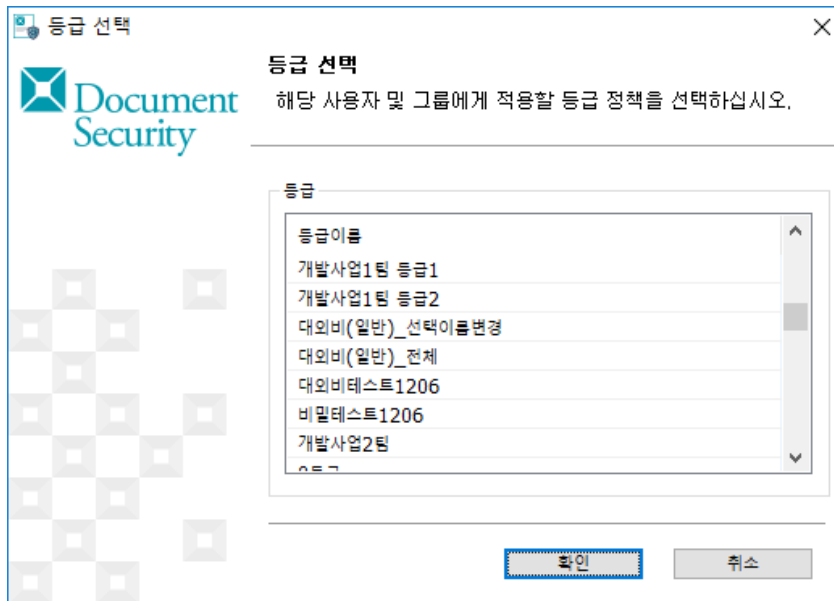 등급 선택
Document
Security
등급 선택
해당 사용자 및 그룹에게 적용할 등급 정책을 선택하십시오.
등급
등급이름
개발사업1팀 등급1
개발사업1팀 등급2
대외비(일반)_선택이름변경
대외비(일반)_전체
대외비테스트1206
비밀테스트1206
개발사업2팀
확인
취소